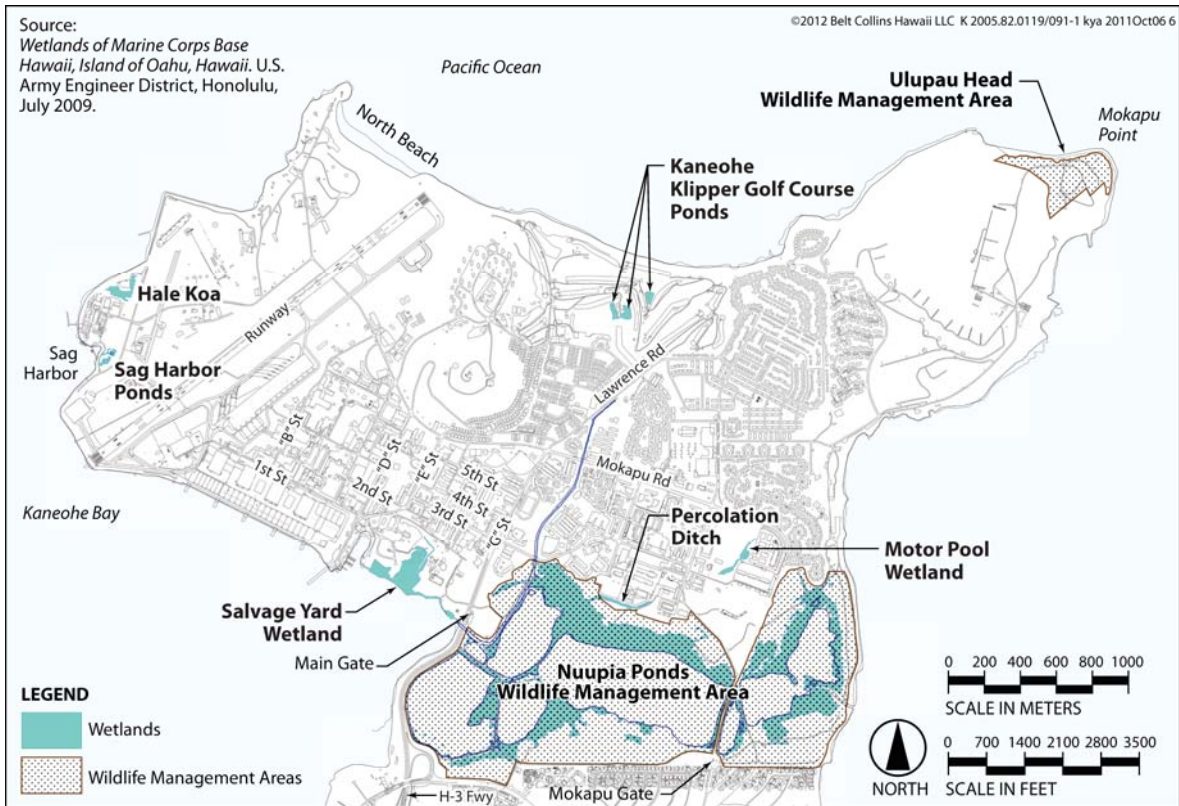 Source:
Wetlands of Marine Corps Base
Hawaii, Island of Oahu, Hawaii. U.S.
Army Engineer District, Honolulu,
July 2009.
©2012 Belt Collins Hawaii LLC K 2005.82.0119/091-1 kya 2011Oct06 6
Pacific Ocean
Ulupau Head
Wildlife Management Area
Mokapu
Point
North Beach
Kaneohe
Klipper Golf Course
Ponds
Hale Koa
Runway
Sag
Harbor
Sag Harbor
Ponds
Lawrence Rd
"B" St
"D" St
"E" St
1st St
2nd St
5th St
4th St
3rd St
"G" St
Mokapu Rd
Kaneohe Bay
Percolation
Ditch
Motor Pool
Wetland
Salvage Yard
Wetland
Main Gate
Nuupia Ponds
Wildlife Management Area
LEGEND
Wetlands
Wildlife Management Areas
H-3 Fwy
Mokapu Gate
NORTH
0 200 400 600 800 1000
SCALE IN METERS
0 700 1400 2100 2800 3500
SCALE IN FEET